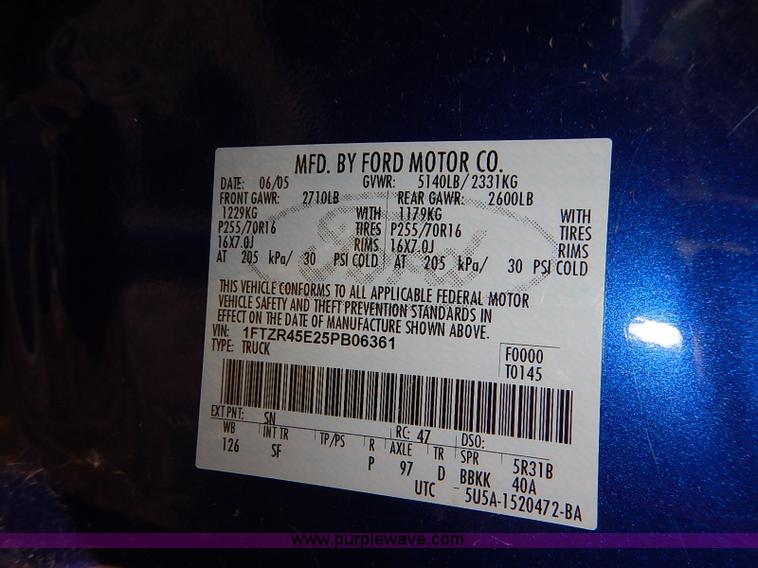 MFD. BY FORD MOTOR CO.
DATE: 06/05 GVWR: 5140LB/2331KG
FRONT GAWR: 2710LB REAR GAWR: 2600LB
1229KG WITH 1179KG WITH
P255/70R16 TIRES P255/70R16 TIRES
16X7.0J RIMS 16X7.0J RIMS
AT 205 kPa/ 30 PSI COLD AT 205 kPa/ 30 PSI COLD
Ford
THIS VEHICLE CONFORMS TO ALL APPLICABLE FEDERAL MOTOR
VEHICLE SAFETY AND THEFT PREVENTION STANDARDS IN
EFFECT ON THE DATE OF MANUFACTURE SHOWN ABOVE.
VIN: 1FTZR45E25PB06361
TYPE: TRUCK
F0000
T0145
EXT PNT: SN RC: 47 DSO:
WB INT TR TP/PS R AXLE TR SPR 5R31B
126 SF P 97 D BBKK 40A
UTC 5U5A-1520472-BA
www.purplewave.com